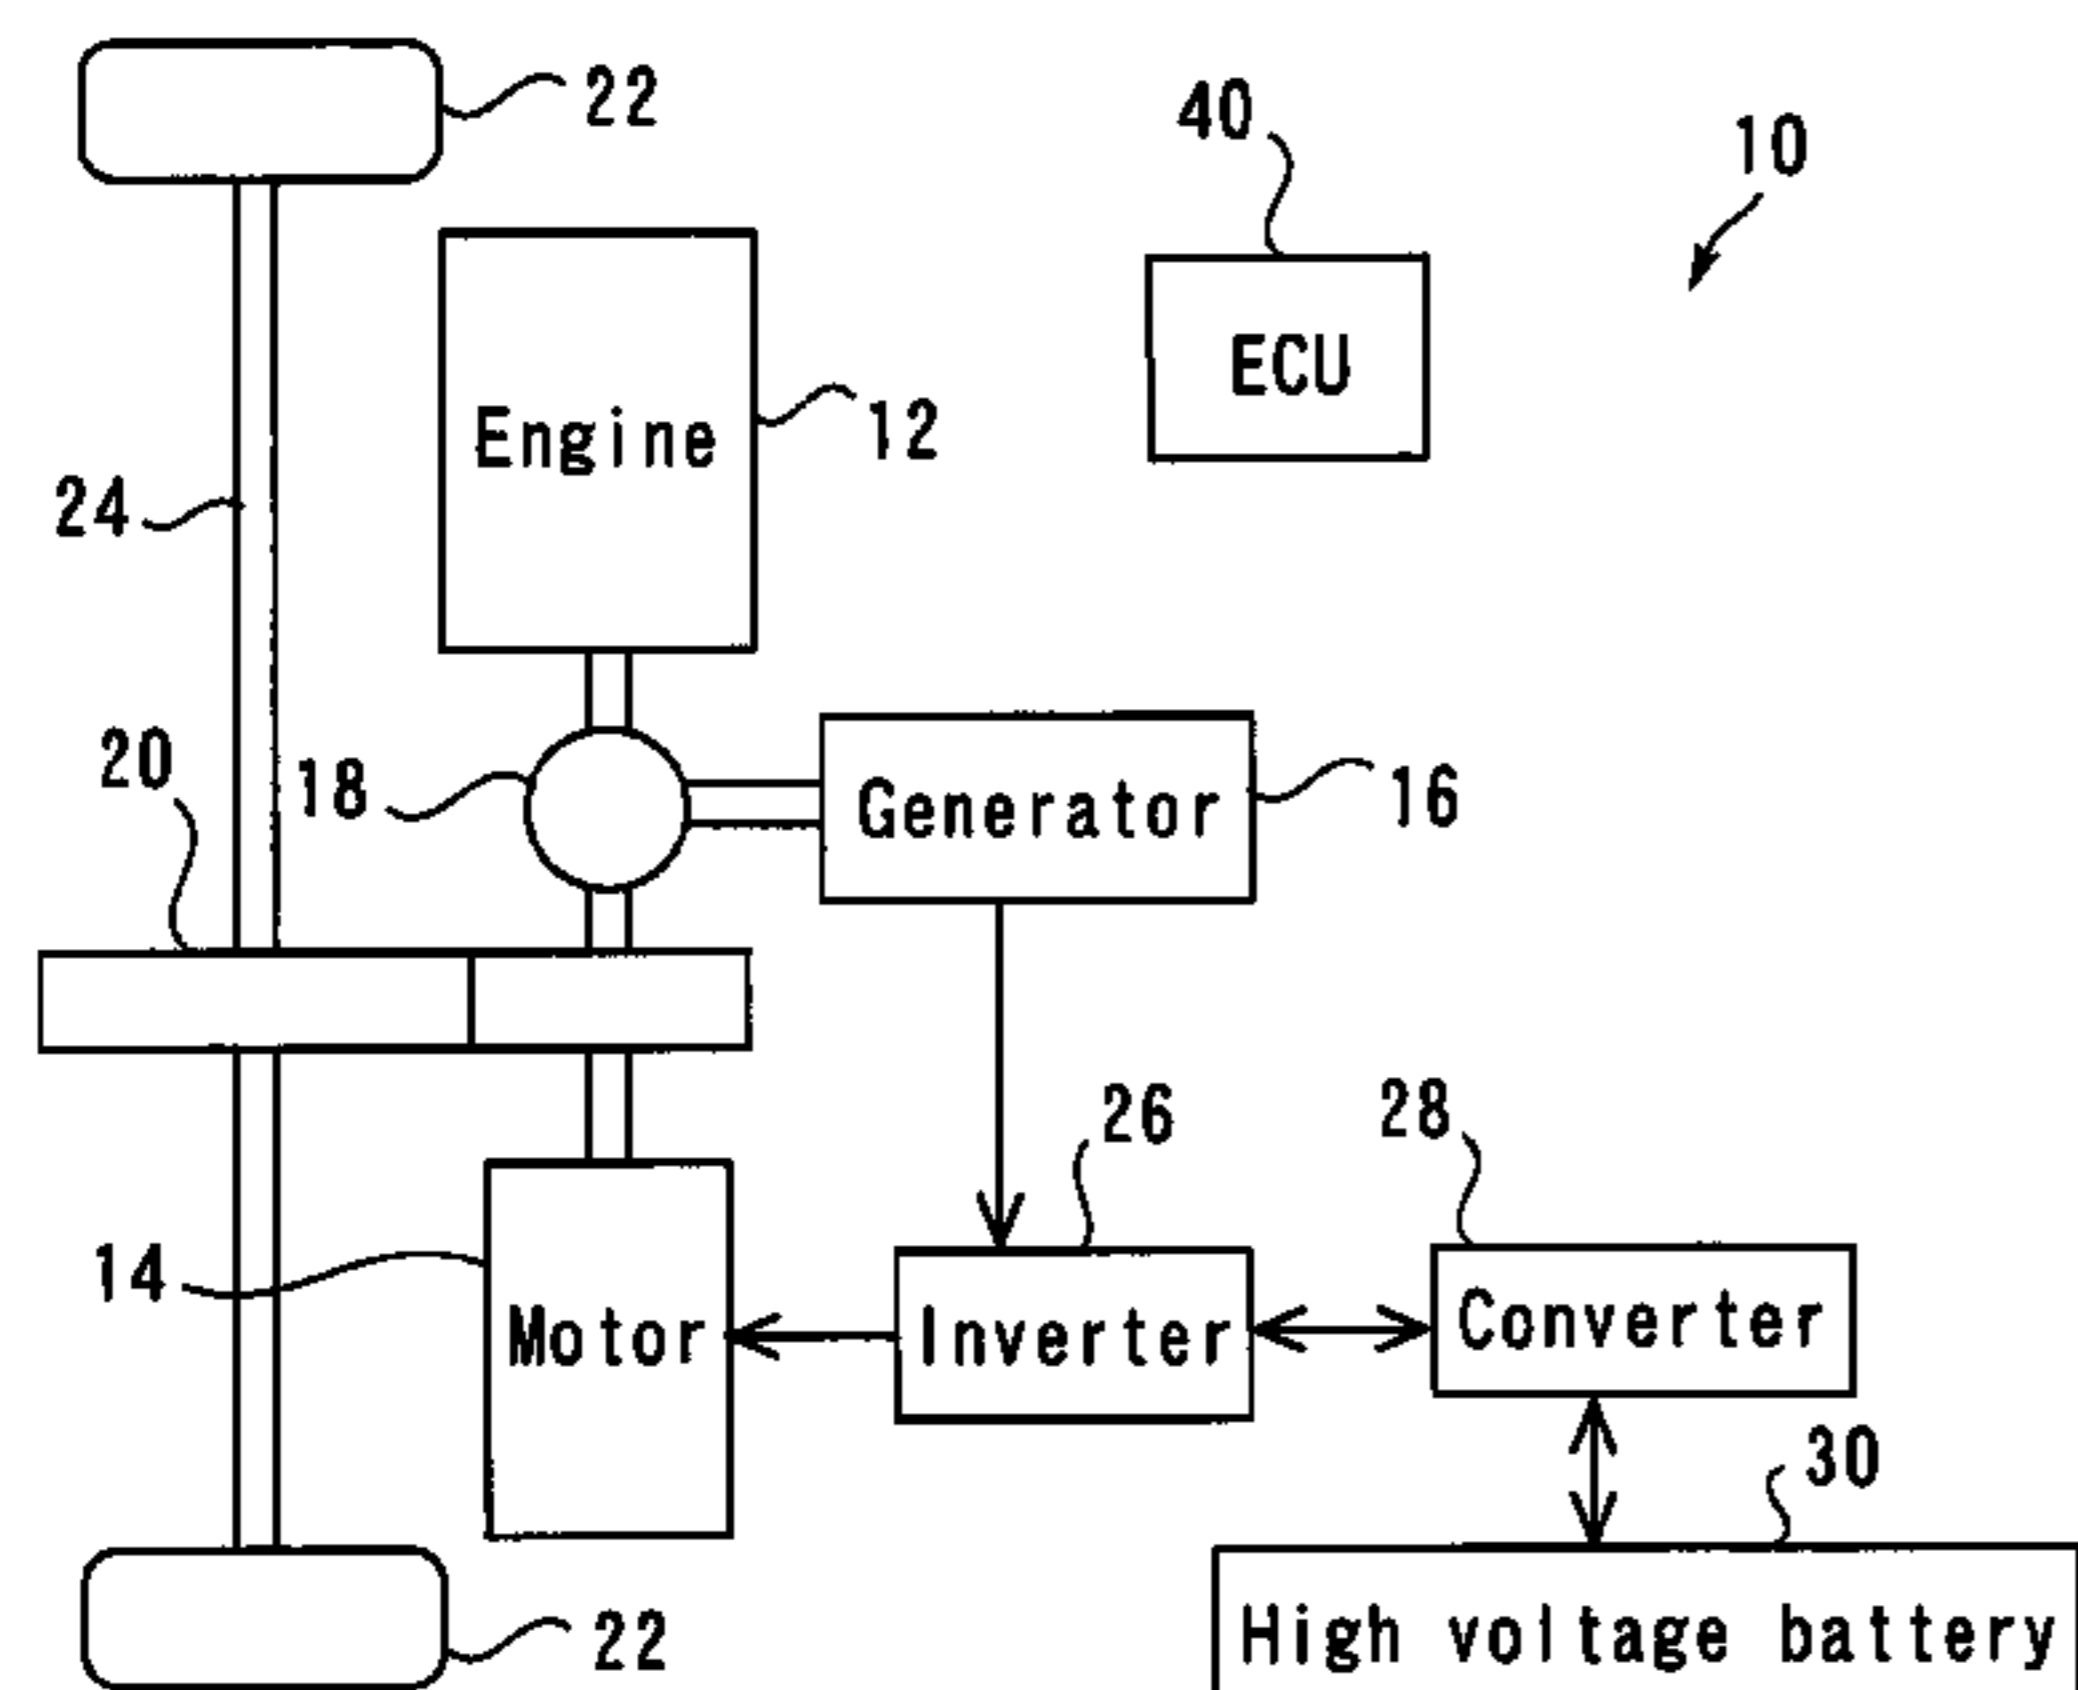 22
40
10
Engine
12
ECU
24
20
18
Generator
16
26
28
14
Motor
Inverter
Converter
30
22
High voltage battery